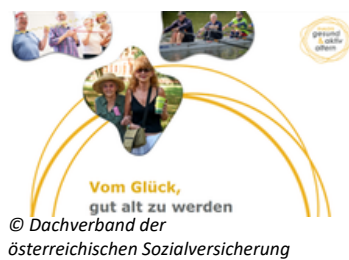 gesund
& aktiv
altern
Vom Glück,
gut alt zu werden
© Dachverband der
österreichischen Sozialversicherung